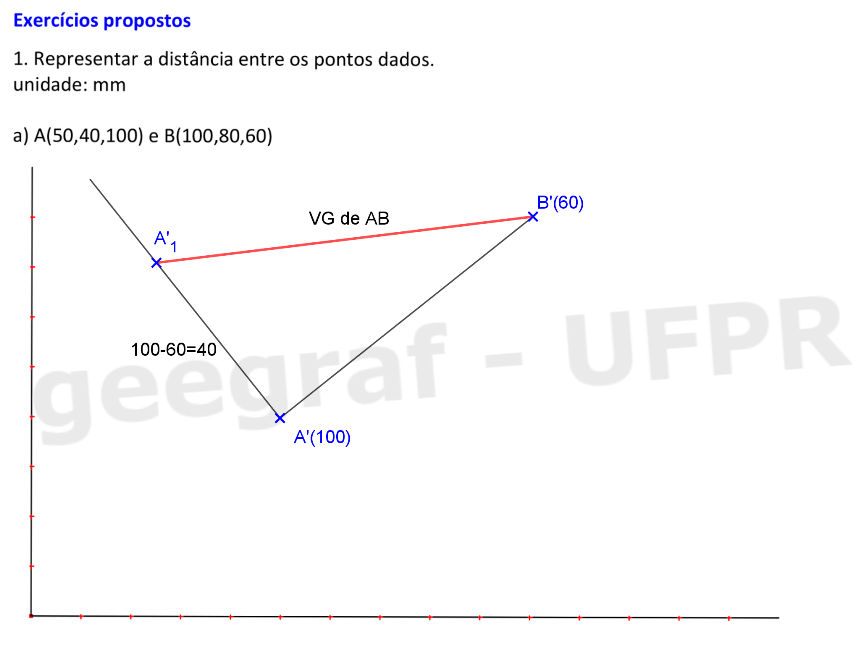 Exercícios propostos
1. Representar a distância entre os pontos dados.
unidade: mm
a) A(50,40,100) e B(100,80,60)
B'(60)
VG de AB
A'1
100-60=40
geegraf - UFPR
A'(100)